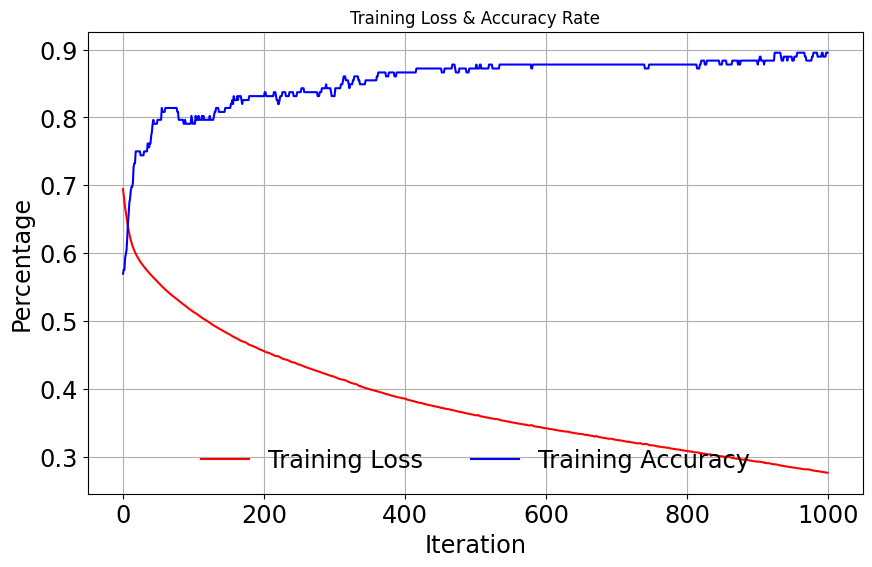 Training Loss & Accuracy Rate
Percentage
0.9
0.8
0.7
0.6
0.5
0.4
0.3
Training Loss
Training Accuracy
0 200 400 600 800 1000
Iteration